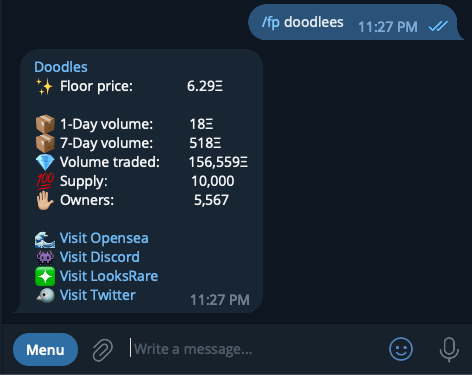 /fp doodlees 11:27 PM
Doodles
✨ Floor price: 6.29Ξ
📦 1-Day volume: 18Ξ
📦 7-Day volume: 518Ξ
💎 Volume traded: 156,559Ξ
💯 Supply: 10,000
✋🏼 Owners: 5,567
🌊 Visit Opensea
👾 Visit Discord
❇️ Visit LooksRare
🐦 Visit Twitter 11:27 PM
Menu Write a message...